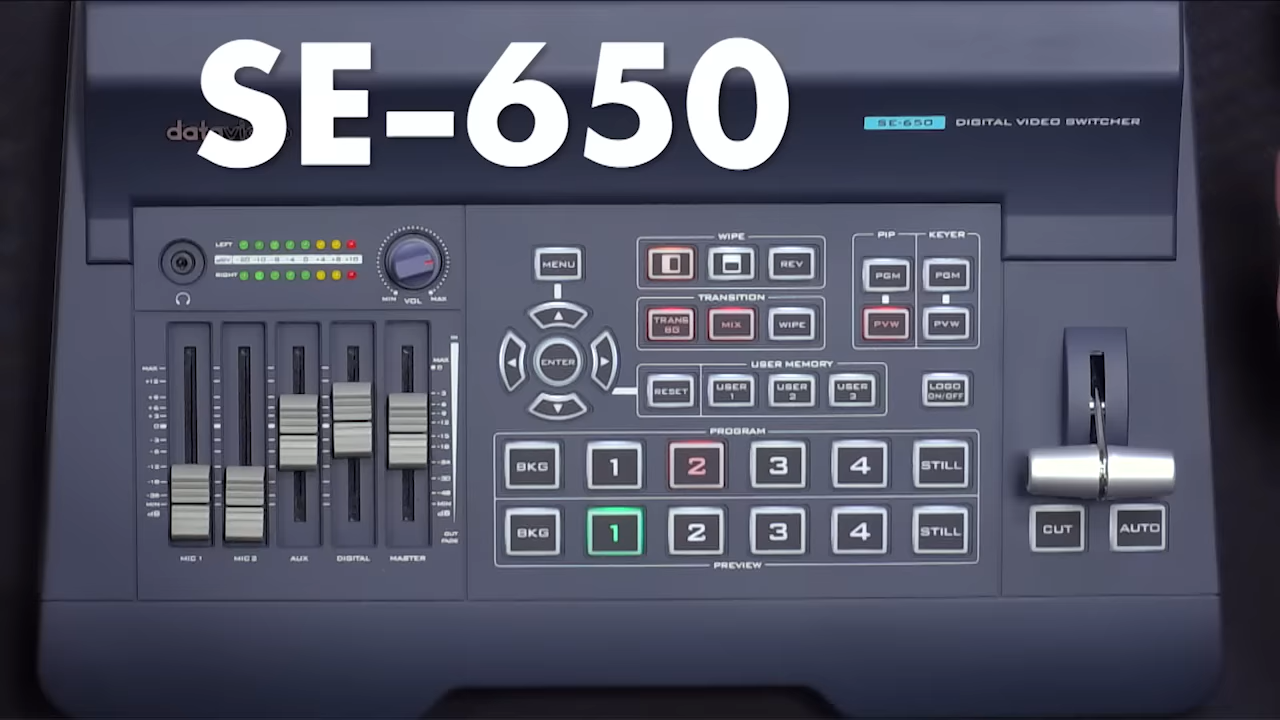 SE-650
datavideo
SE-650 DIGITAL VIDEO SWITCHER
LEFT
RIGHT
MIN VOL MAX
MENU
ENTER
WIPE
REV
TRANSITION
TRANS BG
MIX
WIPE
USER MEMORY
RESET
USER 1
USER 2
USER 3
PIP
KEYER
PGM
PGM
PVW
PVW
LOGO ON/OFF
PROGRAM
BKG 1 2 3 4 STILL
BKG 1 2 3 4 STILL
PREVIEW
CUT AUTO
MIC 1 MIC 2 AUX DIGITAL MASTER